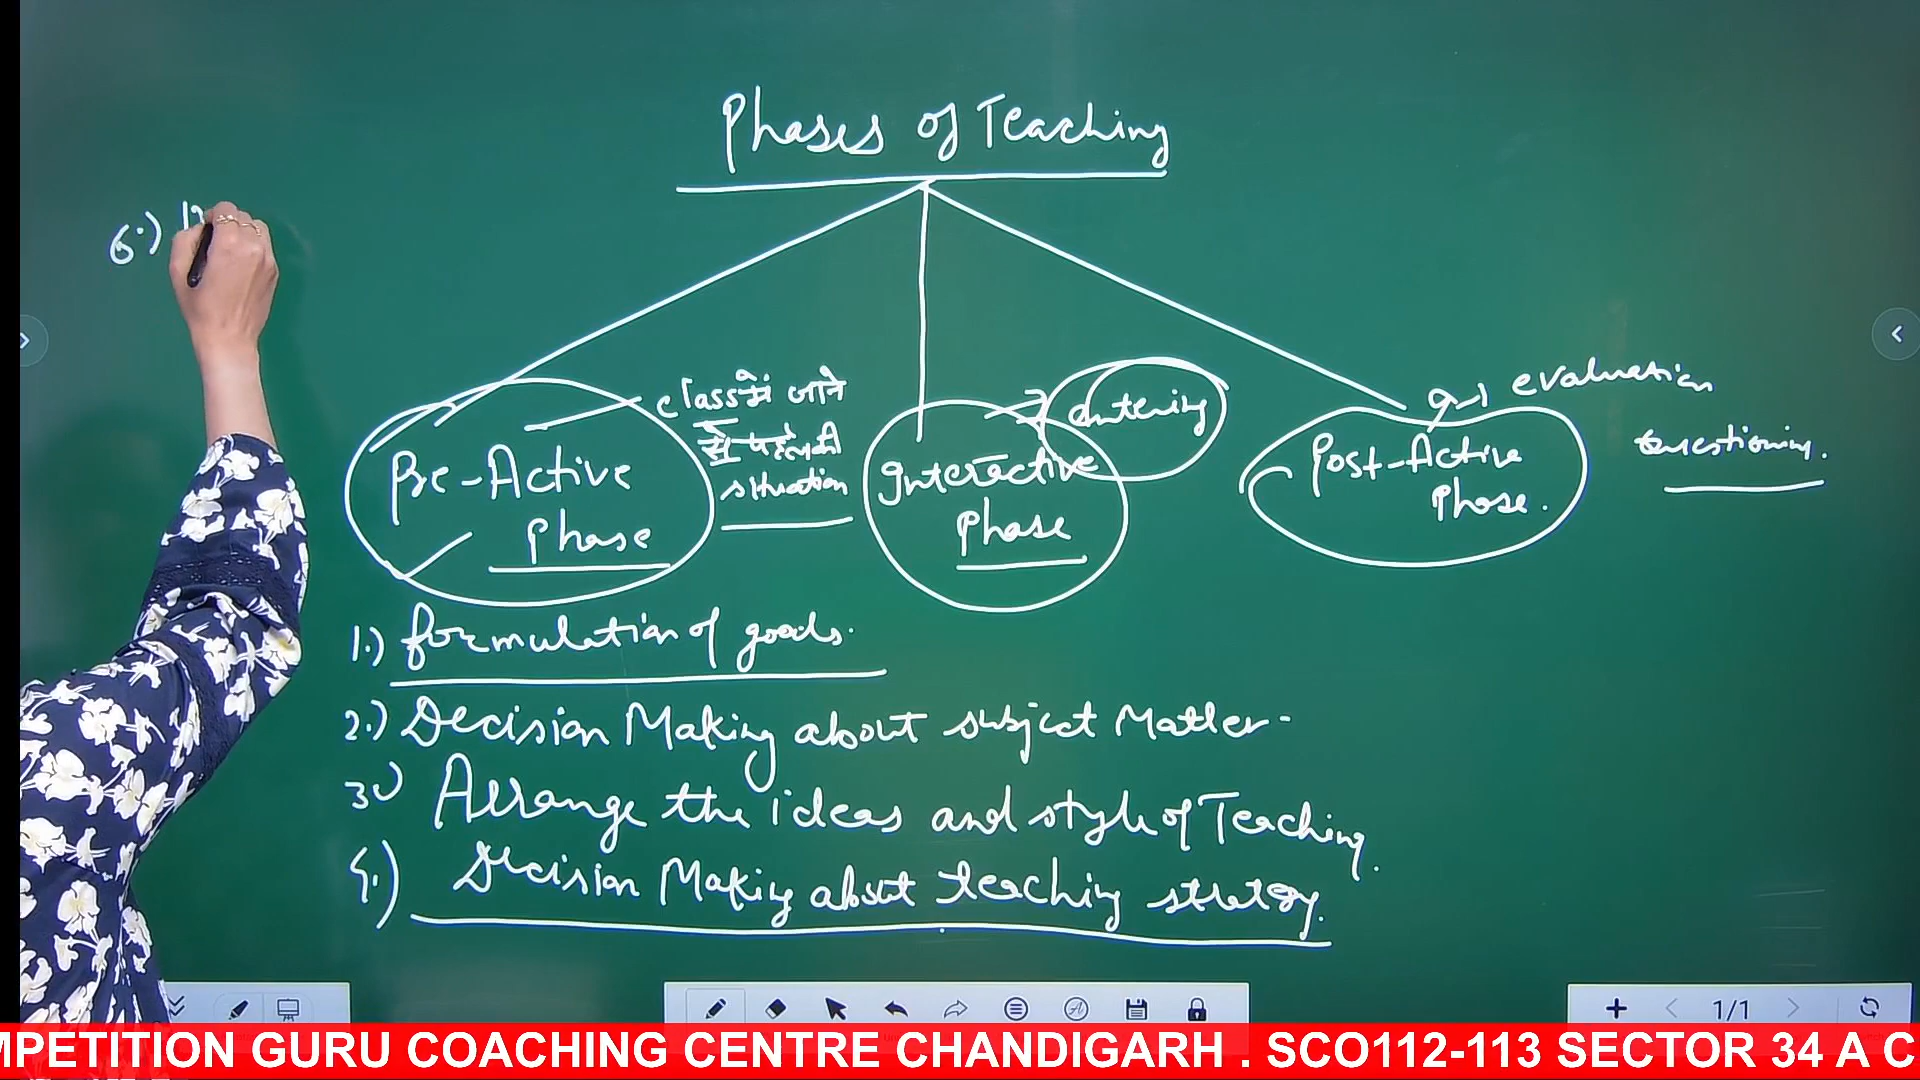 Phases of Teaching
6.)
Pre-Active
Phase
class में जाने
से पहले की
situation
Interactive
Phase
entering
Post-Active
Phase.
evaluation
questioning.
1.) formulation of goals.
2.) Decision Making about subject Matter-
3.) Arrange the ideas and style of Teaching.
4.) Decision Making about teaching strategy.
1/1
MPETITION GURU COACHING CENTRE CHANDIGARH . SCO112-113 SECTOR 34 A C